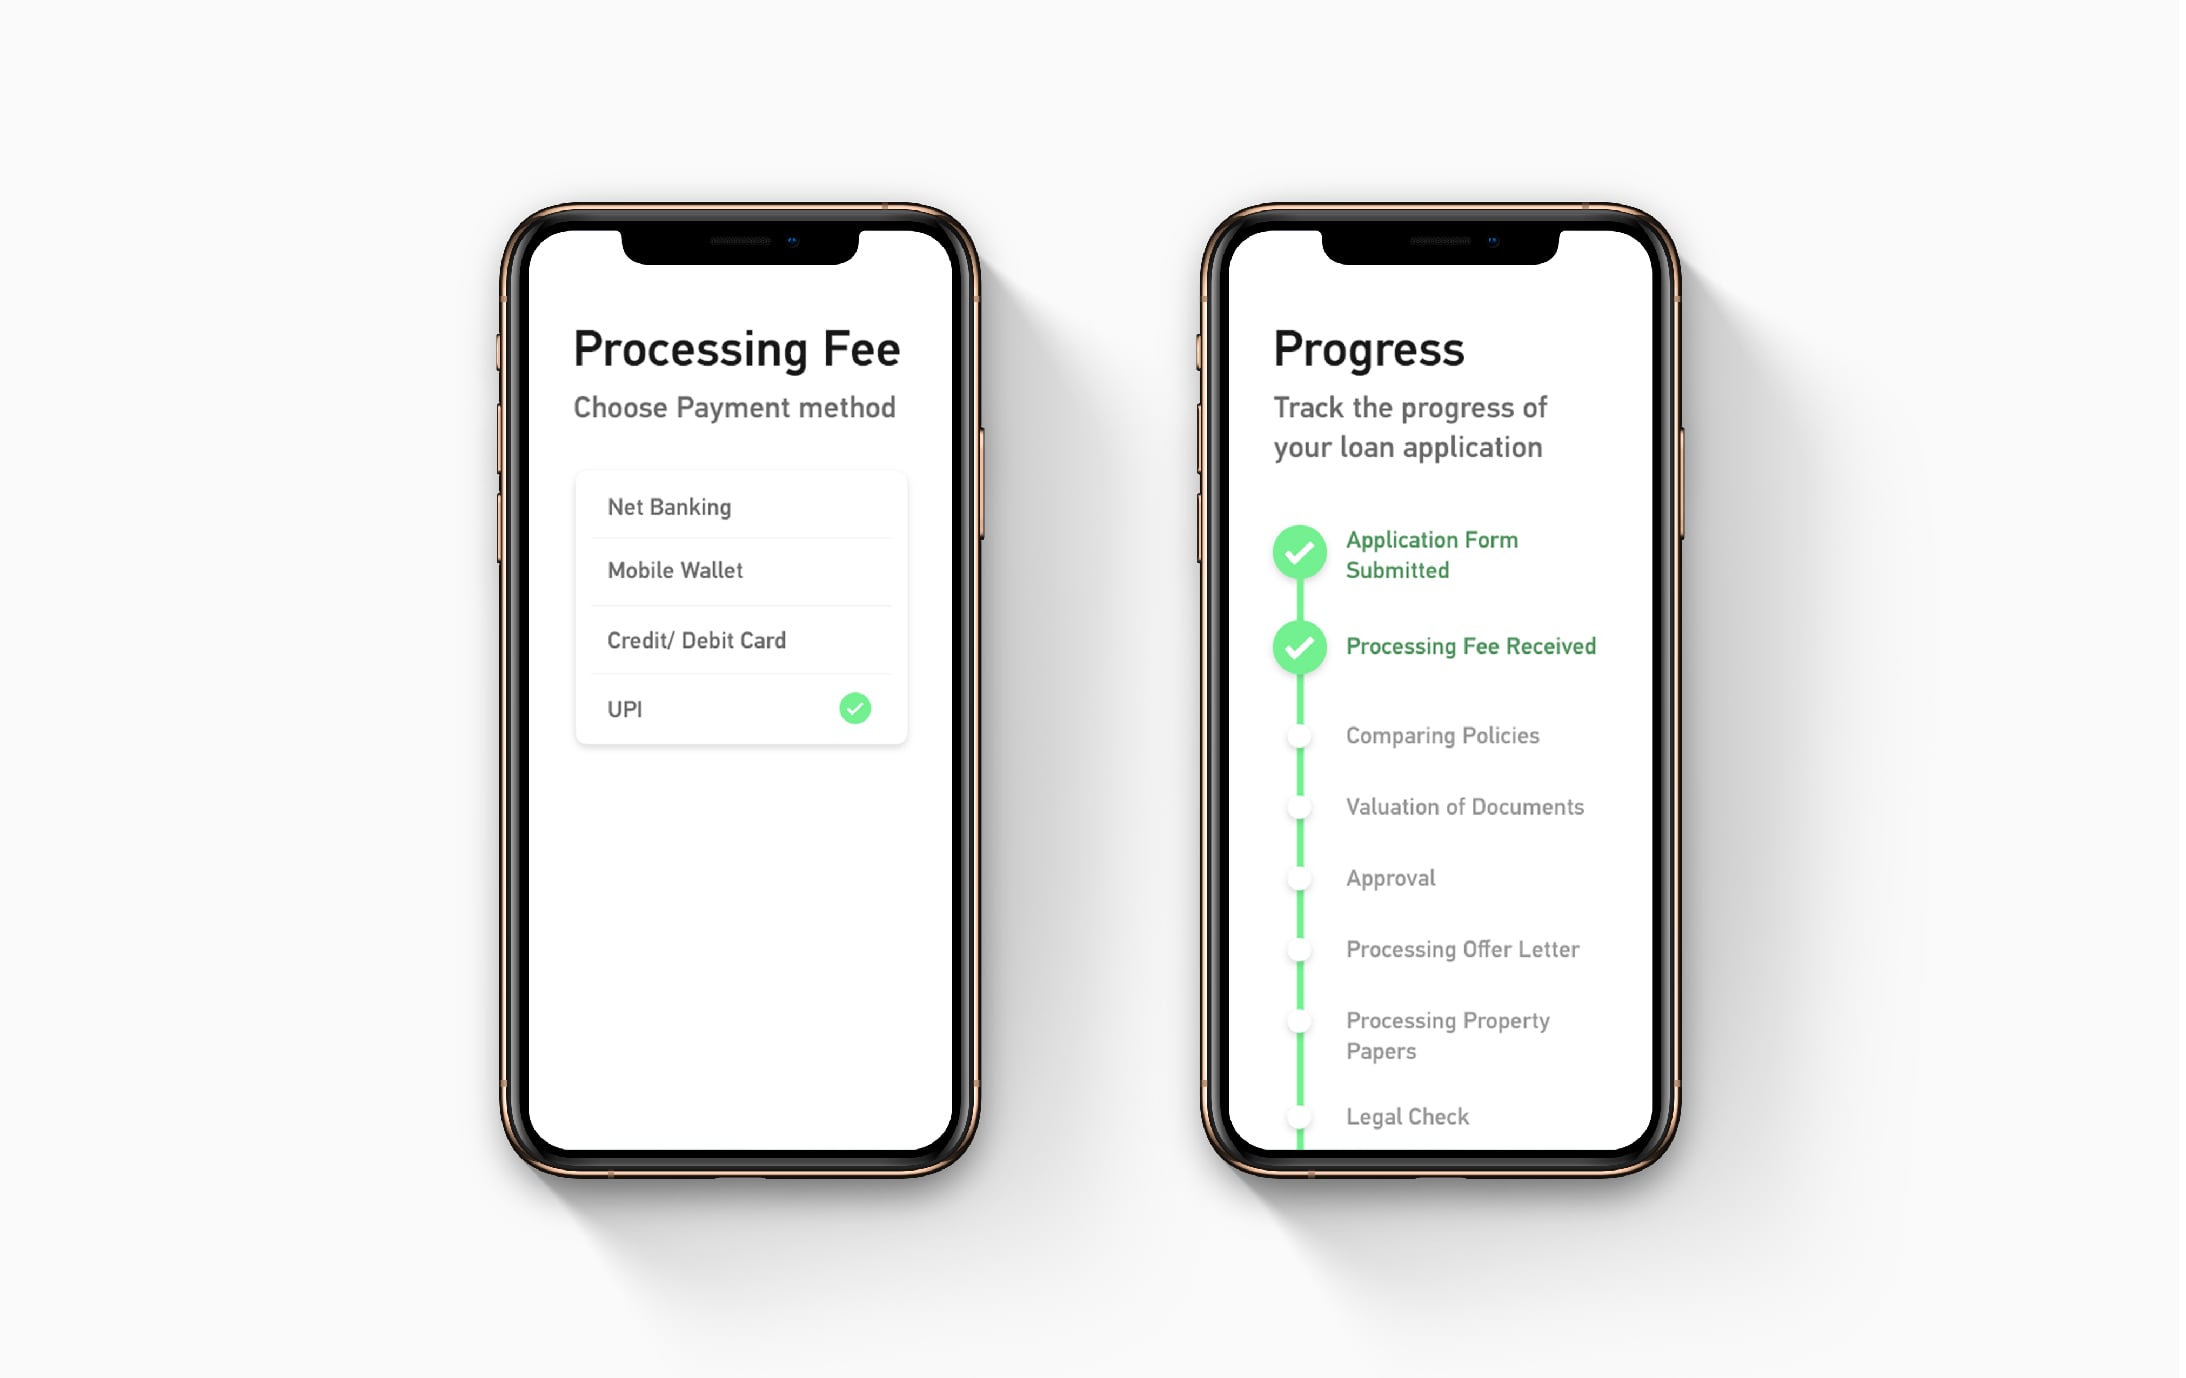 Processing Fee
Choose Payment method
Net Banking
Mobile Wallet
Credit/ Debit Card
UPI
Progress
Track the progress of
your loan application
Application Form
Submitted
Processing Fee Received
Comparing Policies
Valuation of Documents
Approval
Processing Offer Letter
Processing Property
Papers
Legal Check